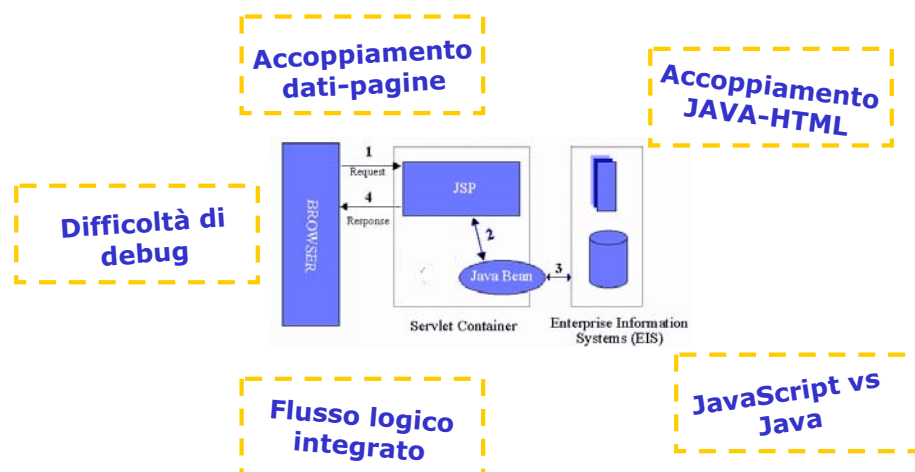 Accoppiamento
dati-pagine
Accoppiamento
JAVA-HTML
Difficoltà di
debug
BROWSER
1
Request
4
Response
JSP
2
Java Bean
3
Servlet Container
Enterprise Information
Systems (EIS)
Flusso logico
integrato
JavaScript vs
Java